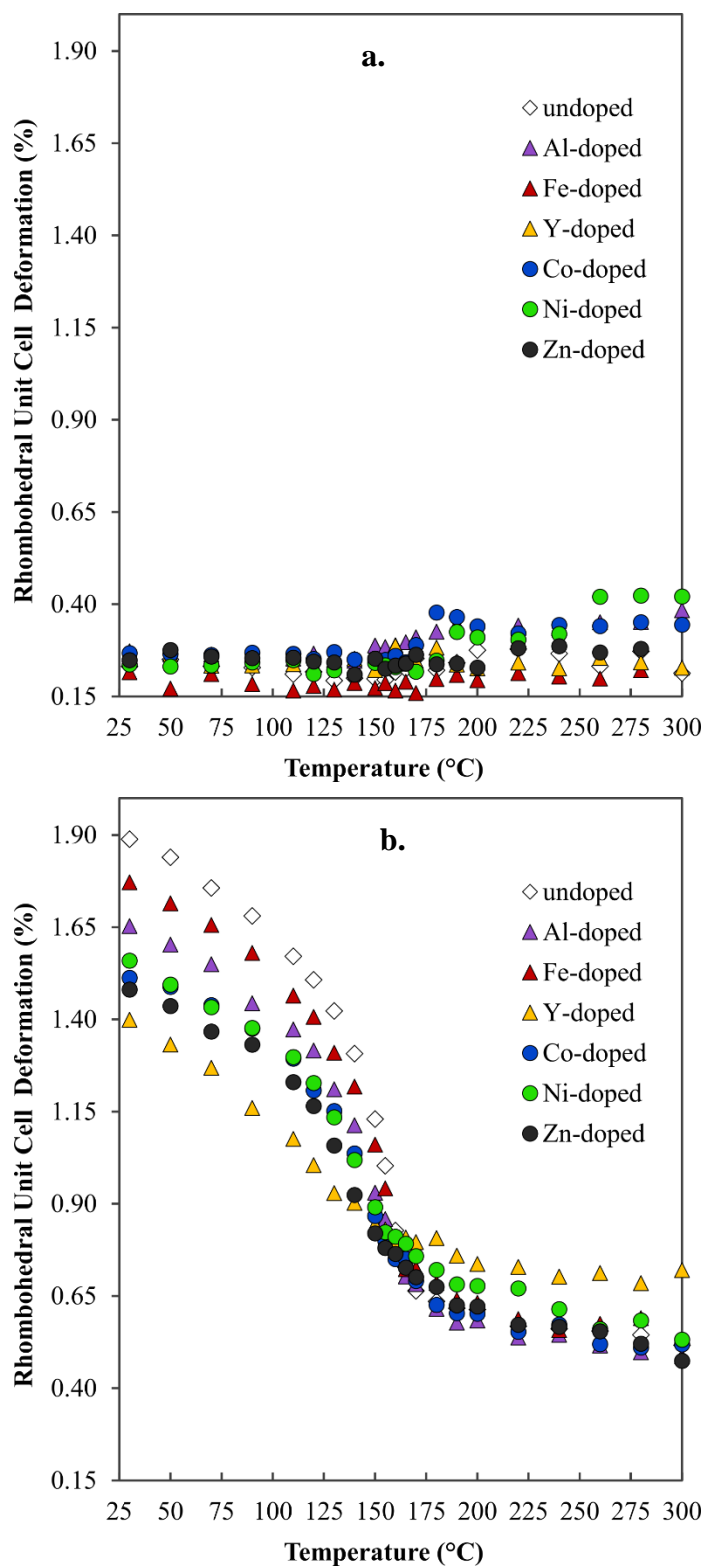 a.
1.90
1.65
1.40
1.15
0.90
0.65
0.40
0.15
Rhombohedral Unit Cell Deformation (%)
undoped
Al-doped
Fe-doped
Y-doped
Co-doped
Ni-doped
Zn-doped
25 50 75 100 125 150 175 200 225 250 275 300
Temperature (°C)
b.
1.90
1.65
1.40
1.15
0.90
0.65
0.40
0.15
Rhombohedral Unit Cell Deformation (%)
undoped
Al-doped
Fe-doped
Y-doped
Co-doped
Ni-doped
Zn-doped
25 50 75 100 125 150 175 200 225 250 275 300
Temperature (°C)